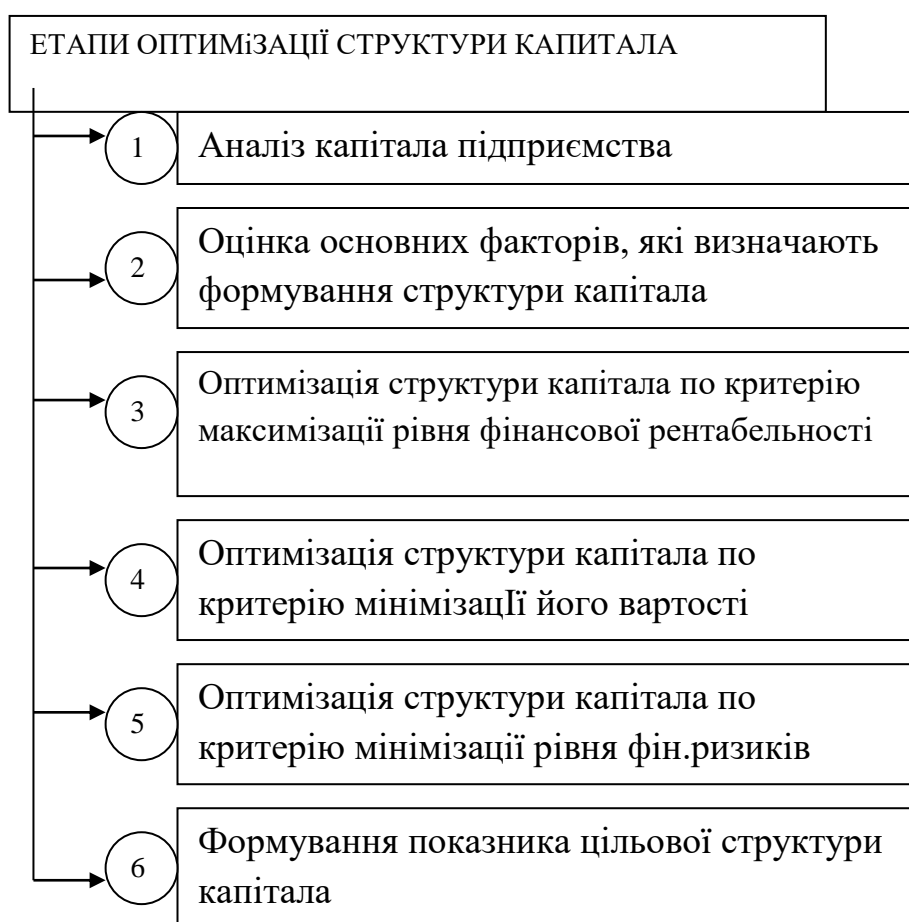 ЕТАПИ ОПТИМіЗАЦІЇ СТРУКТУРИ КАПИТАЛА
1
Аналіз капітала підприємства
2
Оцінка основних факторів, які визначають
формування структури капітала
3
Оптимізація структури капітала по критерію
максимізації рівня фінансової рентабельності
4
Оптимізація структури капітала по
критерію мінімізацІї його вартості
5
Оптимізація структури капітала по
критерію мінімізації рівня фін.ризиків
6
Формування показника цільової структури
капітала